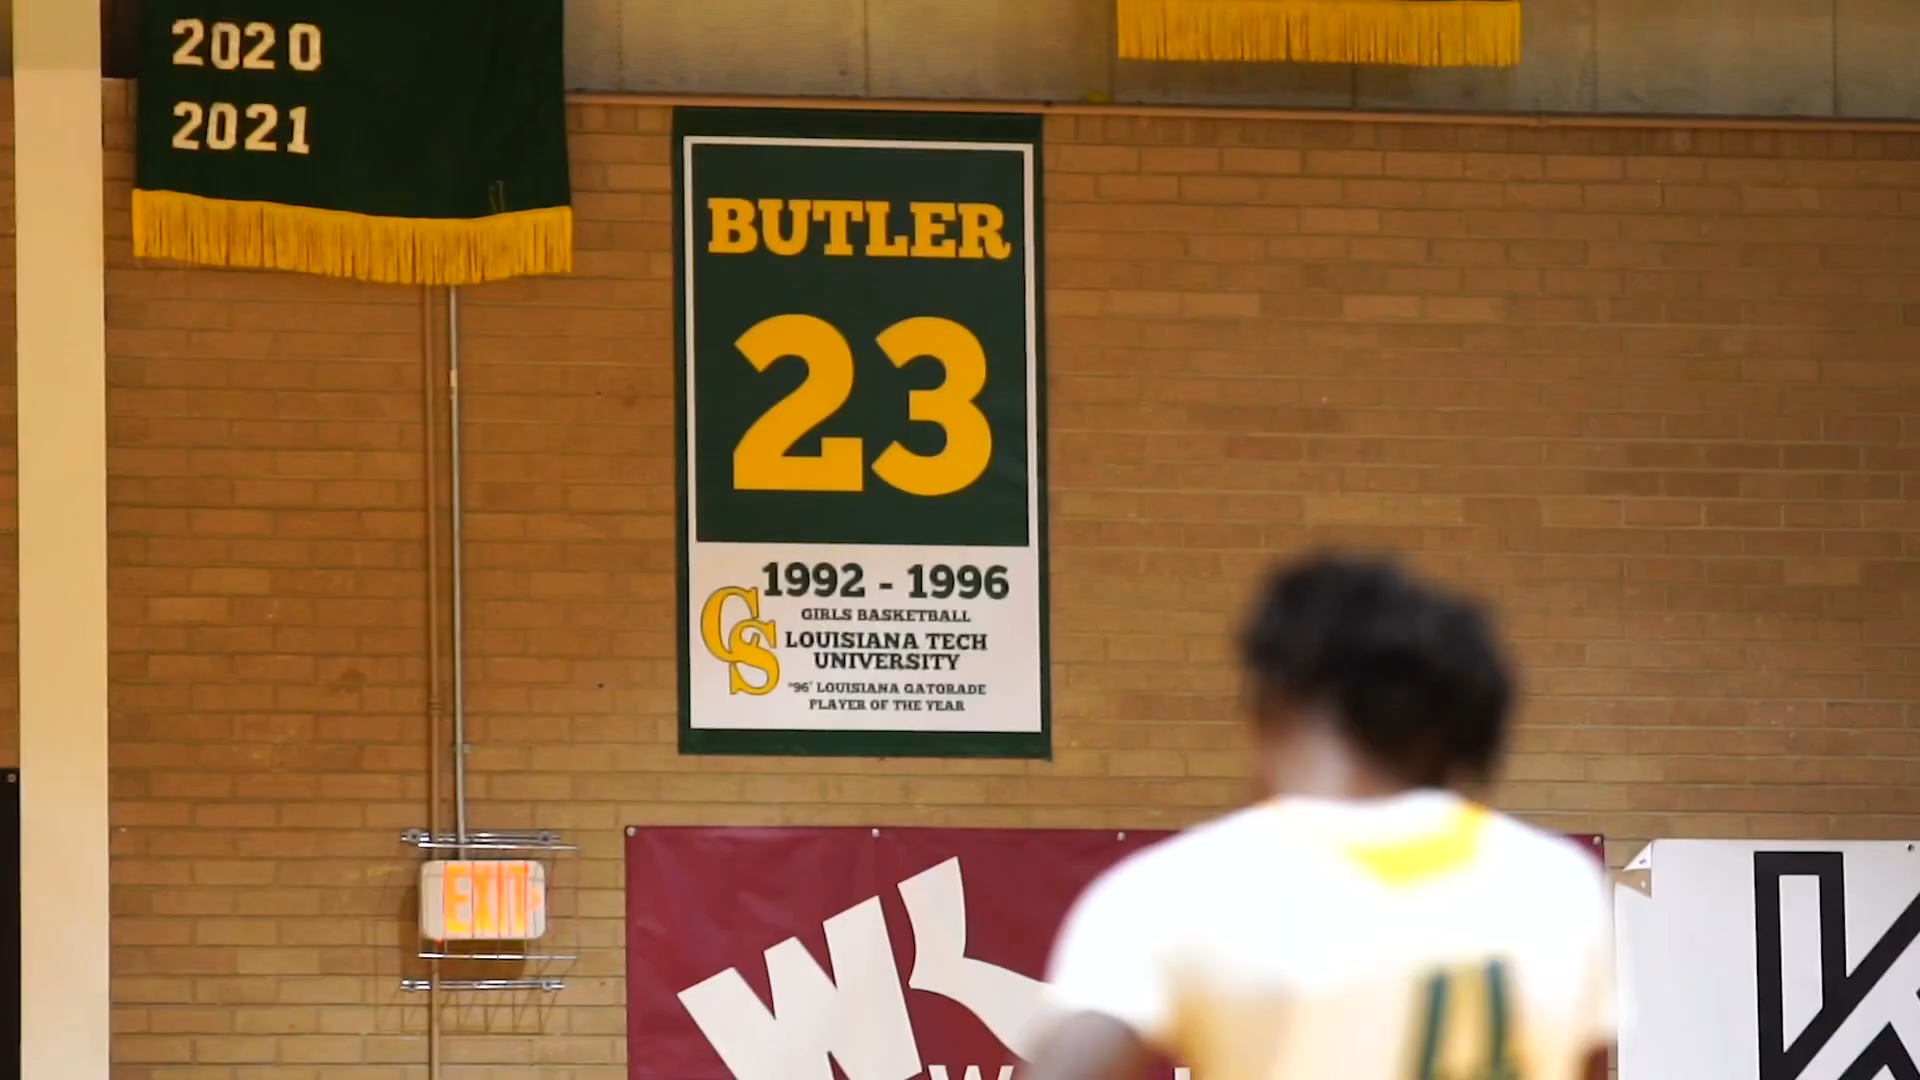 2020
2021
BUTLER
23
1992 - 1996
GIRLS BASKETBALL
CS
LOUISIANA TECH
UNIVERSITY
"96' LOUISIANA GATORADE
PLAYER OF THE YEAR
EXIT